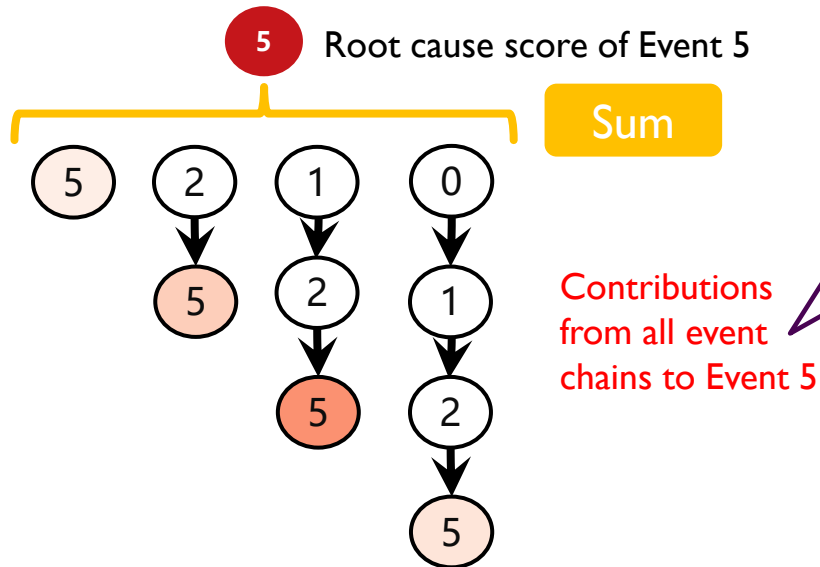 5 Root cause score of Event 5
Sum
5 2 1 0
5 2 1
5 2
5
Contributions
from all event
chains to Event 5